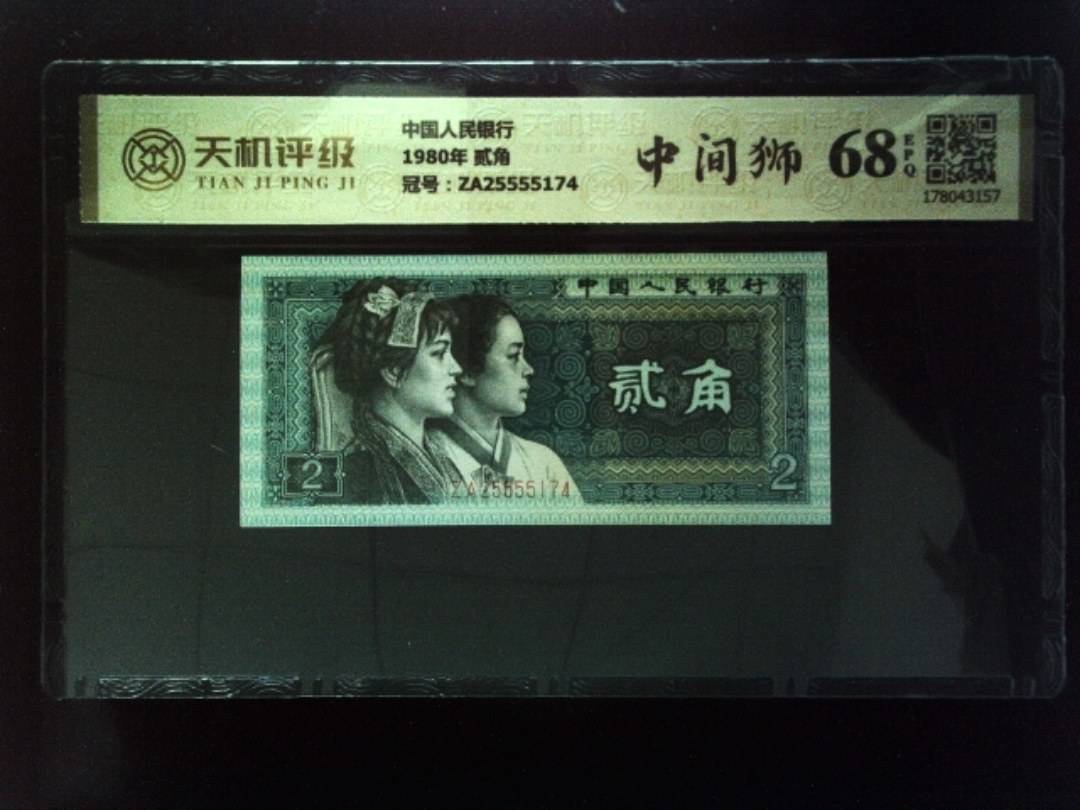 天机评级
TIAN JI PING JI
中国人民银行
1980年 贰角
冠号：ZA25555174
中间狮
68
EPQ
178043157
中国人民银行
贰角
2
2
ZA25555174